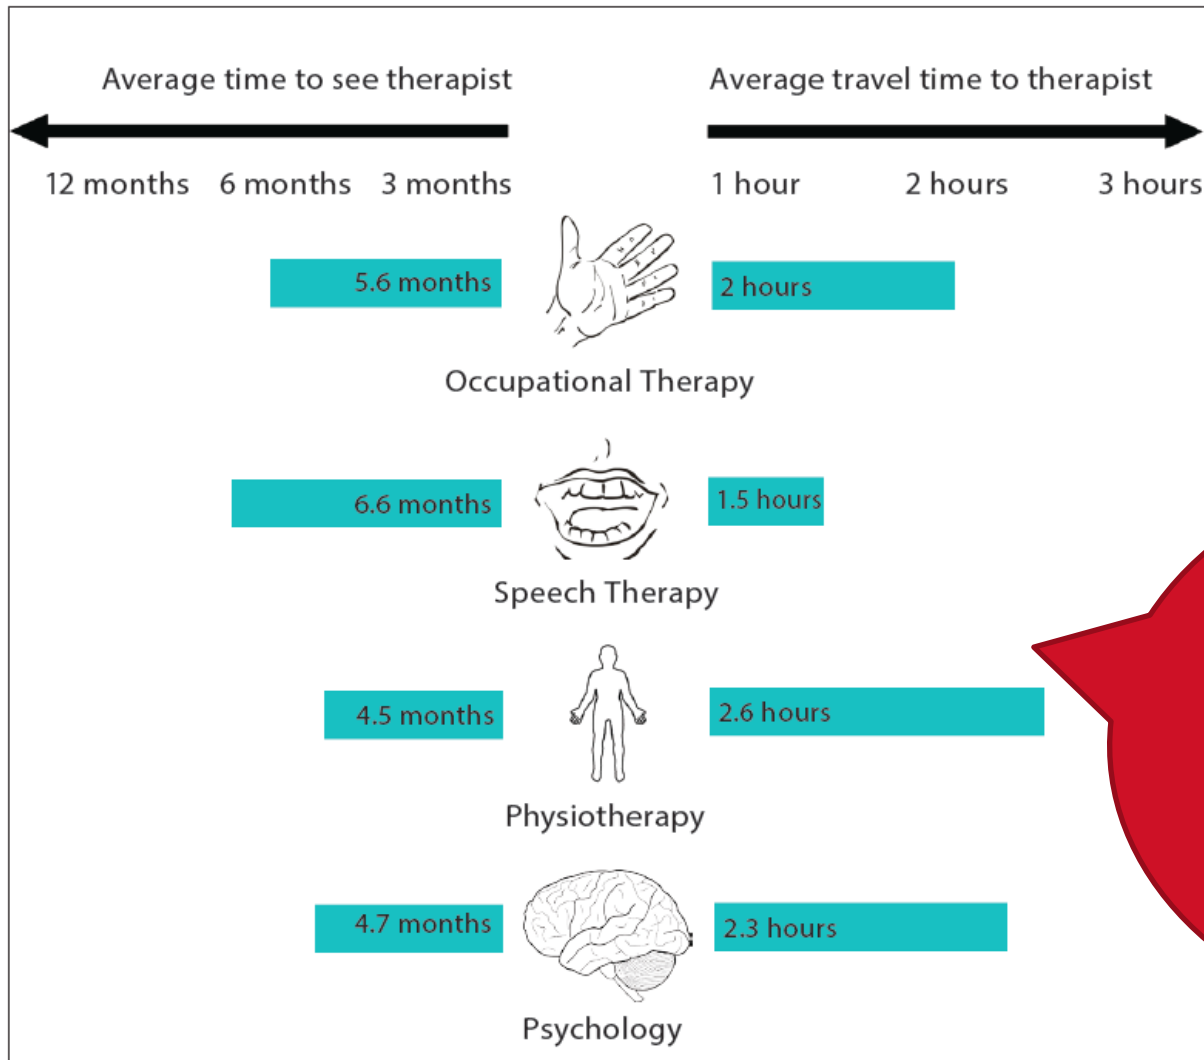 Average time to see therapist
Average travel time to therapist
12 months 6 months 3 months
1 hour 2 hours 3 hours
5.6 months
2 hours
Occupational Therapy
6.6 months
1.5 hours
Speech Therapy
4.5 months
2.6 hours
Physiotherapy
4.7 months
2.3 hours
Psychology